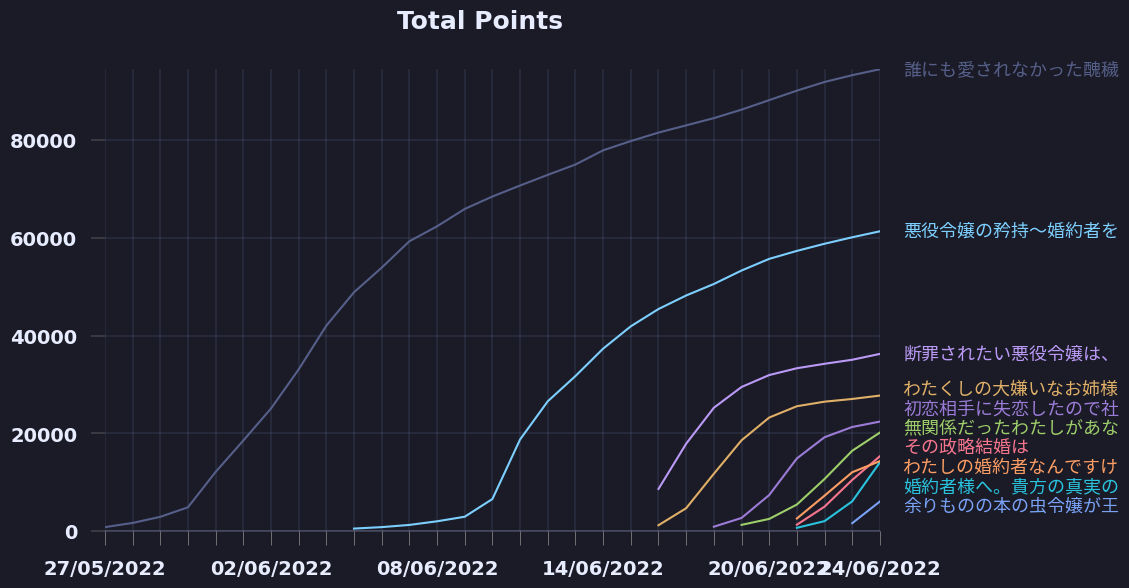 Total Points
誰にも愛されなかった醜穢
80000
60000
悪役令嬢の矜持〜婚約者を
40000
断罪されたい悪役令嬢は、
わたくしの大嫌いなお姉様
初恋相手に失恋したので社
20000
無関係だったわたしがあな
その政略結婚は
わたしの婚約者なんですけ
婚約者様へ。貴方の真実の
余りものの本の虫令嬢が王
0
27/05/2022 02/06/2022 08/06/2022 14/06/2022 20/06/2022 24/06/2022